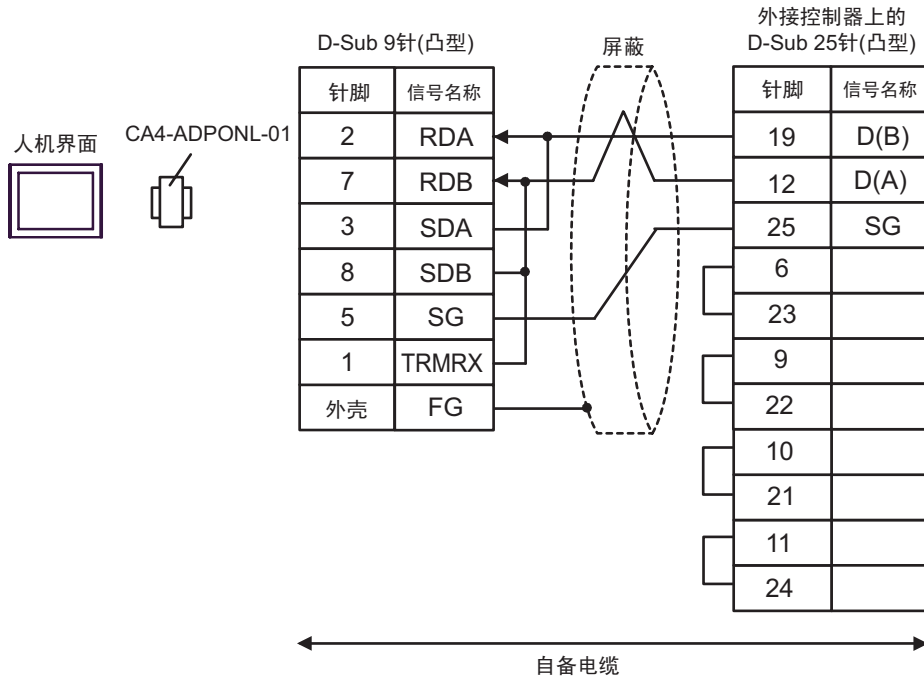 外接控制器上的
D-Sub 9针(凸型) 屏蔽 D-Sub 25针(凸型)
针脚 信号名称 针脚 信号名称
人机界面 CA4-ADPONL-01 2 RDA 19 D(B)
7 RDB 12 D(A)
3 SDA 25 SG
8 SDB 6
5 SG 23
1 TRMRX 9
外壳 FG 22
10
21
11
24
自备电缆